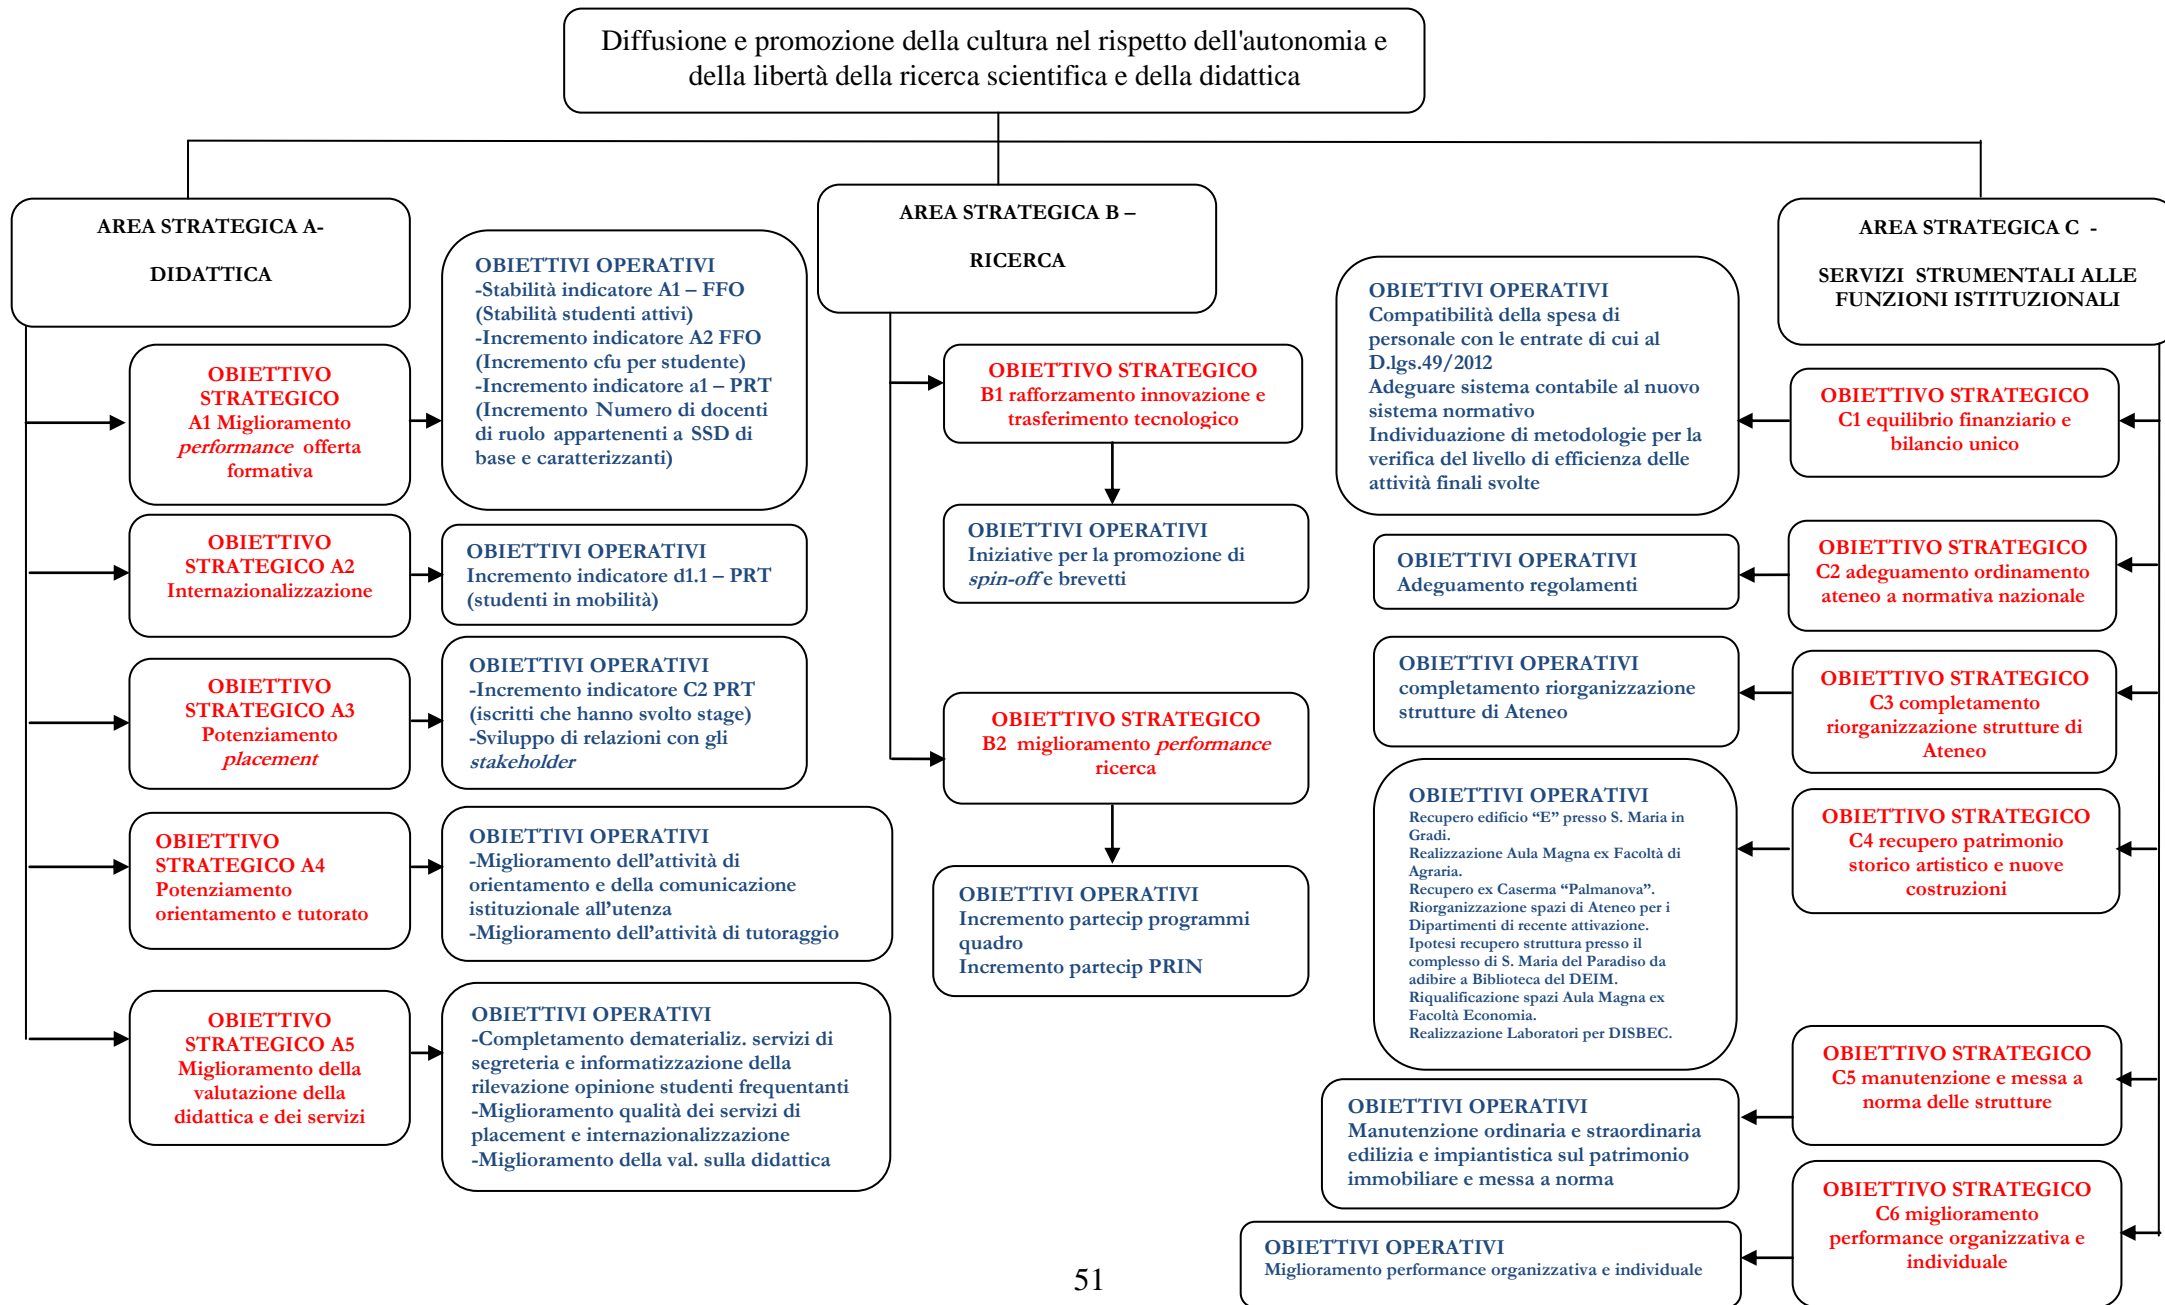 Diffusione e promozione della cultura nel rispetto dell'autonomia e
della libertà della ricerca scientifica e della didattica
AREA STRATEGICA A-
DIDATTICA
OBIETTIVO
STRATEGICO
A1 Miglioramento
performance offerta
formativa
OBIETTIVI OPERATIVI
-Stabilità indicatore A1 – FFO
(Stabilità studenti attivi)
-Incremento indicatore A2 FFO
(Incremento cfu per studente)
-Incremento indicatore a1 – PRT
(Incremento Numero di docenti
di ruolo appartenenti a SSD di
base e caratterizzanti)
OBIETTIVO
STRATEGICO A2
Internazionalizzazione
OBIETTIVI OPERATIVI
Incremento indicatore d1.1 – PRT
(studenti in mobilità)
OBIETTIVO
STRATEGICO A3
Potenziamento
placement
OBIETTIVI OPERATIVI
-Incremento indicatore C2 PRT
(iscritti che hanno svolto stage)
-Sviluppo di relazioni con gli
stakeholder
OBIETTIVO
STRATEGICO A4
Potenziamento
orientamento e tutorato
OBIETTIVI OPERATIVI
-Miglioramento dell'attività di
orientamento e della comunicazione
istituzionale all'utenza
-Miglioramento dell'attività di tutoraggio
OBIETTIVO
STRATEGICO A5
Miglioramento della
valutazione della
didattica e dei servizi
OBIETTIVI OPERATIVI
-Completamento dematerializ. servizi di
segreteria e informatizzazione della
rilevazione opinione studenti frequentanti
-Miglioramento qualità dei servizi di
placement e internazionalizzazione
-Miglioramento della val. sulla didattica
AREA STRATEGICA B –
RICERCA
OBIETTIVO STRATEGICO
B1 rafforzamento innovazione e
trasferimento tecnologico
OBIETTIVI OPERATIVI
Iniziative per la promozione di
spin-off e brevetti
OBIETTIVO STRATEGICO
B2 miglioramento performance
ricerca
OBIETTIVI OPERATIVI
Incremento partecip programmi
quadro
Incremento partecip PRIN
AREA STRATEGICA C -
SERVIZI STRUMENTALI ALLE
FUNZIONI ISTITUZIONALI
OBIETTIVO STRATEGICO
C1 equilibrio finanziario e
bilancio unico
OBIETTIVI OPERATIVI
Compatibilità della spesa di
personale con le entrate di cui al
D.lgs.49/2012
Adeguare sistema contabile al nuovo
sistema normativo
Individuazione di metodologie per la
verifica del livello di efficienza delle
attività finali svolte
OBIETTIVO STRATEGICO
C2 adeguamento ordinamento
ateneo a normativa nazionale
OBIETTIVI OPERATIVI
Adeguamento regolamenti
OBIETTIVO STRATEGICO
C3 completamento
riorganizzazione strutture di
Ateneo
OBIETTIVI OPERATIVI
completamento riorganizzazione
strutture di Ateneo
OBIETTIVO STRATEGICO
C4 recupero patrimonio
storico artistico e nuove
costruzioni
OBIETTIVI OPERATIVI
Recupero edificio “E” presso S. Maria in
Gradi.
Realizzazione Aula Magna ex Facoltà di
Agraria.
Recupero ex Caserma “Palmanova”.
Riorganizzazione spazi di Ateneo per i
Dipartimenti di recente attivazione.
Ipotesi recupero struttura presso il
complesso di S. Maria del Paradiso da
adibire a Biblioteca del DEIM.
Riqualificazione spazi Aula Magna ex
Facoltà Economia.
Realizzazione Laboratori per DISBEC.
OBIETTIVO STRATEGICO
C5 manutenzione e messa a
norma delle strutture
OBIETTIVI OPERATIVI
Manutenzione ordinaria e straordinaria
edilizia e impiantistica sul patrimonio
immobiliare e messa a norma
OBIETTIVO STRATEGICO
C6 miglioramento
performance organizzativa e
individuale
OBIETTIVI OPERATIVI
Miglioramento performance organizzativa e individuale
51